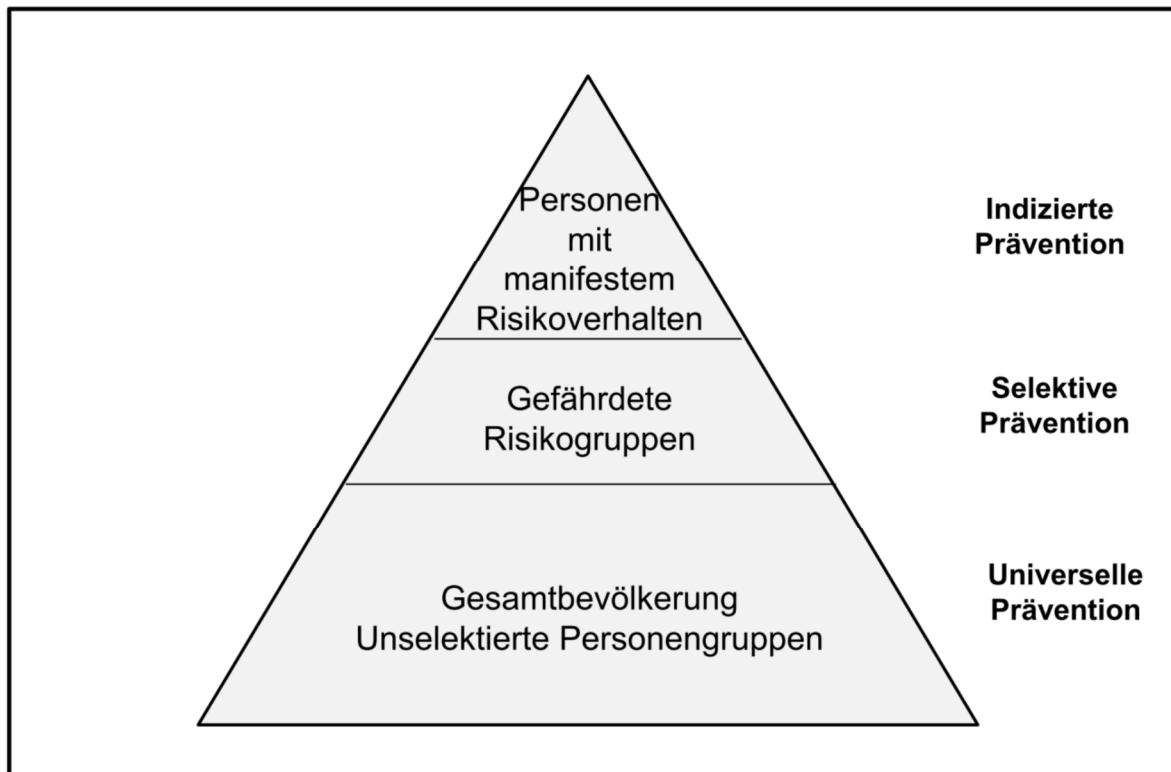 Personen
mit
manifestem
Risikoverhalten
Indizierte
Prävention
Gefährdete
Risikogruppen
Selektive
Prävention
Gesamtbevölkerung
Unselektierte Personengruppen
Universelle
Prävention